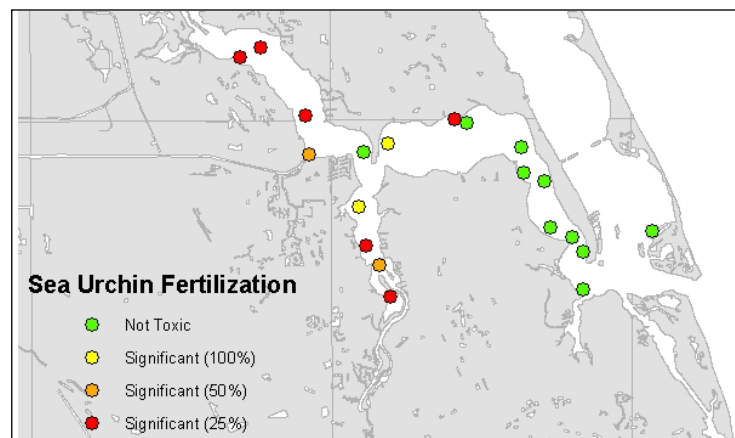 Sea Urchin Fertilization
Not Toxic
Significant (100%)
Significant (50%)
Significant (25%)